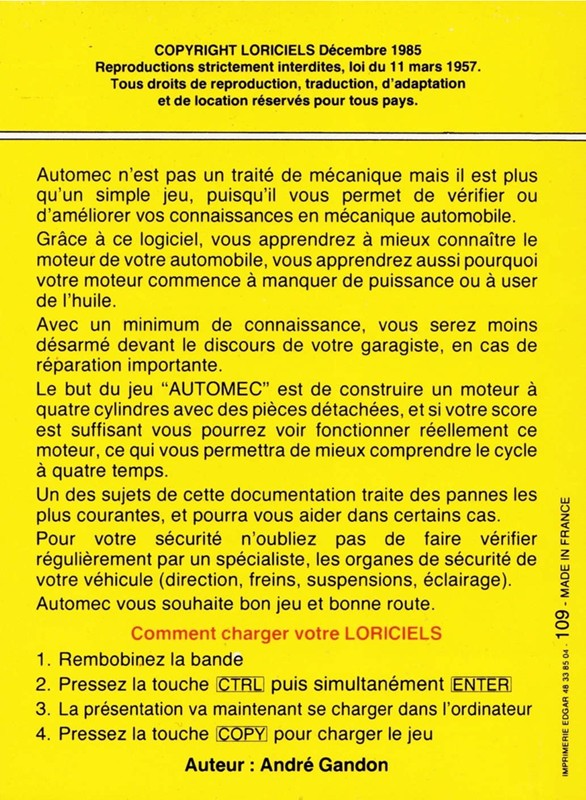 COPYRIGHT LORICIELS Décembre 1985
Reproductions strictement interdites, loi du 11 mars 1957.
Tous droits de reproduction, traduction, d'adaptation
et de location réservés pour tous pays.
Automec n'est pas un traité de mécanique mais il est plus
qu'un simple jeu, puisqu'il vous permet de vérifier ou
d'améliorer vos connaissances en mécanique automobile.
Grâce à ce logiciel, vous apprendrez à mieux connaître le
moteur de votre automobile, vous apprendrez aussi pourquoi
votre moteur commence à manquer de puissance ou à user
de l'huile.
Avec un minimum de connaissance, vous serez moins
désarmé devant le discours de votre garagiste, en cas de
réparation importante.
Le but du jeu “AUTOMEC” est de construire un moteur à
quatre cylindres avec des pièces détachées, et si votre score
est suffisant vous pourrez voir fonctionner réellement ce
moteur, ce qui vous permettra de mieux comprendre le cycle
à quatre temps.
Un des sujets de cette documentation traite des pannes les
plus courantes, et pourra vous aider dans certains cas.
Pour votre sécurité n'oubliez pas de faire vérifier
régulièrement par un spécialiste, les organes de sécurité de
votre véhicule (direction, freins, suspensions, éclairage).
Automec vous souhaite bon jeu et bonne route.
Comment charger votre LORICIELS
1. Rembobinez la bande
2. Pressez la touche CTRL puis simultanément ENTER
3. La présentation va maintenant se charger dans l'ordinateur
4. Pressez la touche COPY pour charger le jeu
Auteur : André Gandon
IMPRIMERIE EDGAR 48 33 85 04 - 109 - MADE IN FRANCE